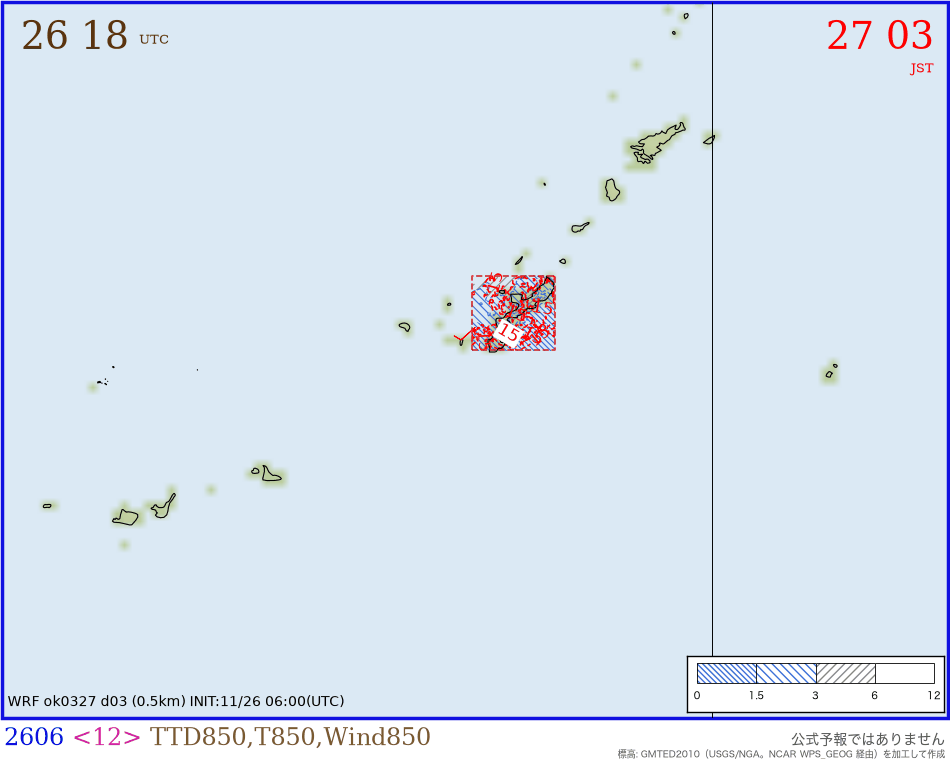 26 18 UTC
27 03
JST
15
5
WRF ok0327 d03 (0.5km) INIT:11/26 06:00(UTC)
0 1.5 3 6 12
2606 <12> TTD850,T850,Wind850
公式予報ではありません
標高: GMTED2010（USGS/NGA。NCAR WPS_GEOG 経由）を加工して作成